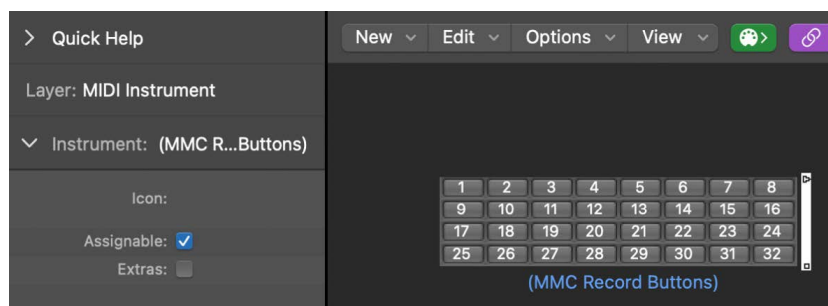 Quick Help
Layer: MIDI Instrument
Instrument: (MMC R...Buttons)
Icon:
Assignable:
Extras:
New Edit Options View
1 2 3 4 5 6 7 8
9 10 11 12 13 14 15 16
17 18 19 20 21 22 23 24
25 26 27 28 29 30 31 32
(MMC Record Buttons)